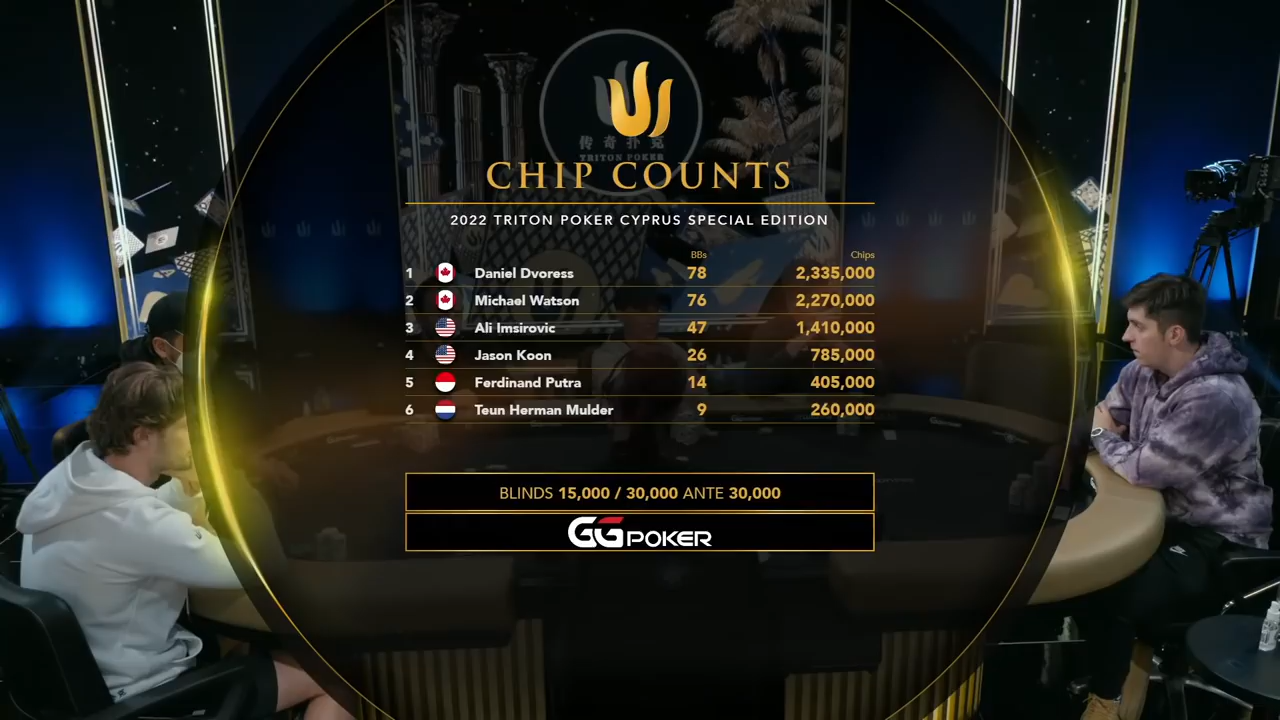 传奇扑克
TRITON POKER
CHIP COUNTS
2022 TRITON POKER CYPRUS SPECIAL EDITION
BBs Chips
1 Daniel Dvoress 78 2,335,000
2 Michael Watson 76 2,270,000
3 Ali Imsirovic 47 1,410,000
4 Jason Koon 26 785,000
5 Ferdinand Putra 14 405,000
6 Teun Herman Mulder 9 260,000
BLINDS 15,000 / 30,000 ANTE 30,000
GGPOKER